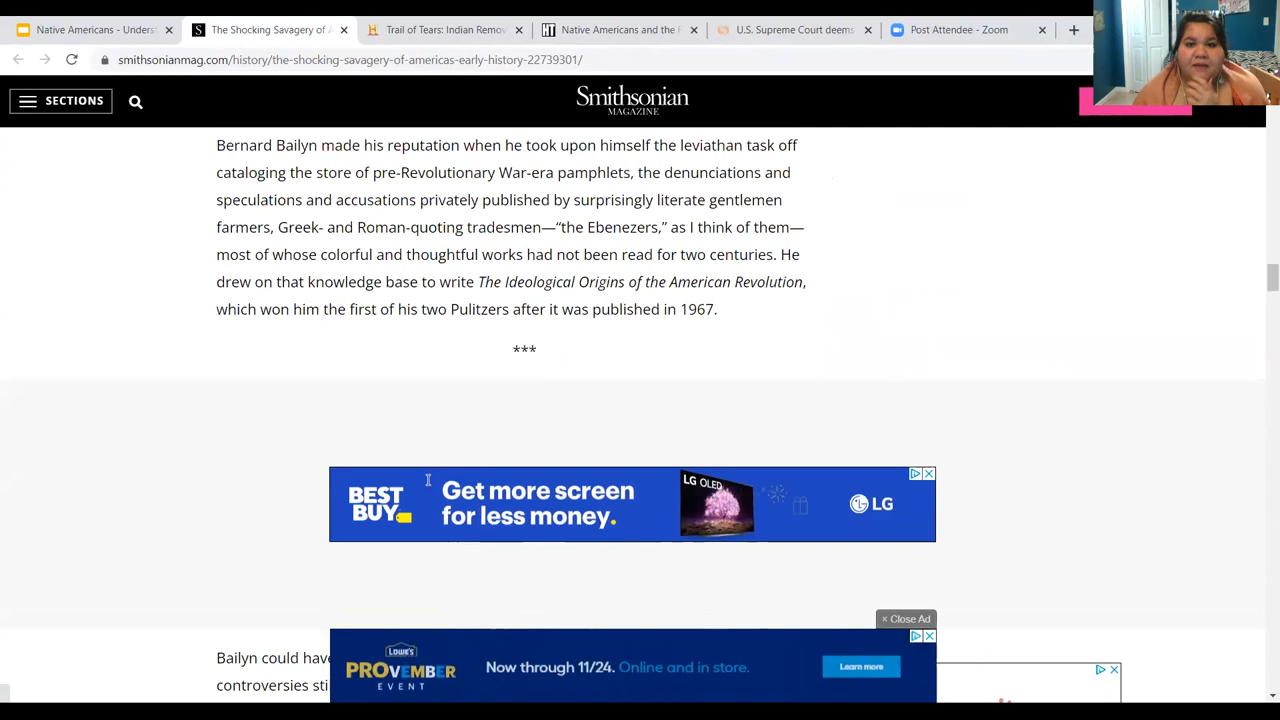 Native Americans - Unders
The Shocking Savagery of A
Trail of Tears: Indian Remov
Native Americans and the F
U.S. Supreme Court deems
Post Attendee - Zoom
smithsonianmag.com/history/the-shocking-savagery-of-americas-early-history-22739301/
SECTIONS
Smithsonian
MAGAZINE
Bernard Bailyn made his reputation when he took upon himself the leviathan task off
cataloging the store of pre-Revolutionary War-era pamphlets, the denunciations and
speculations and accusations privately published by surprisingly literate gentlemen
farmers, Greek- and Roman-quoting tradesmen—“the Ebenezers,” as I think of them—
most of whose colorful and thoughtful works had not been read for two centuries. He
drew on that knowledge base to write The Ideological Origins of the American Revolution,
which won him the first of his two Pulitzers after it was published in 1967.
***
BEST
BUY
Get more screen
for less money.
LG OLED
LG
× Close Ad
Bailyn could have
controversies sti
LOWE'S
PROVEMBER
EVENT
Now through 11/24. Online and in store.
Learn more